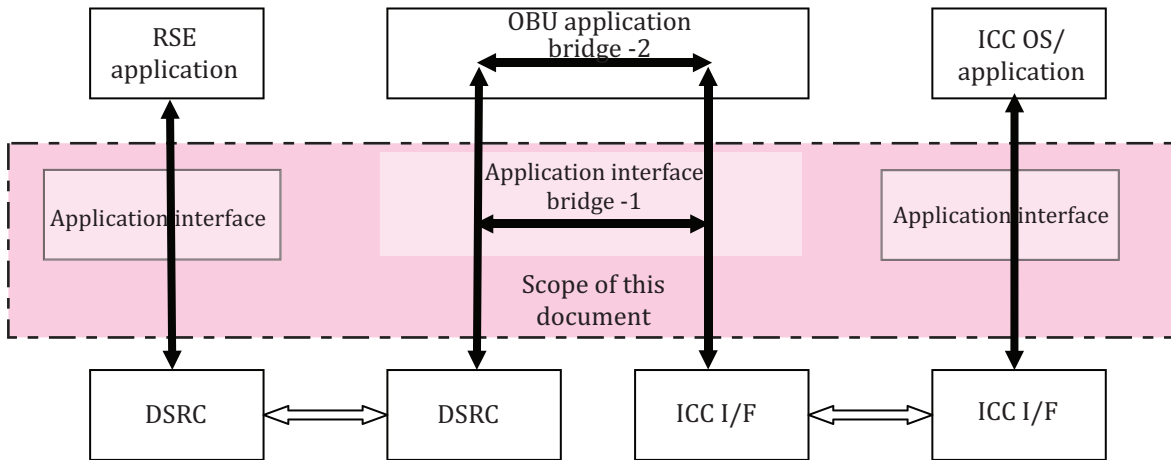 RSE
application
OBU application
bridge -2
ICC OS/
application
Application interface
Application interface
bridge -1
Application interface
Scope of this
document
DSRC
DSRC
ICC I/F
ICC I/F